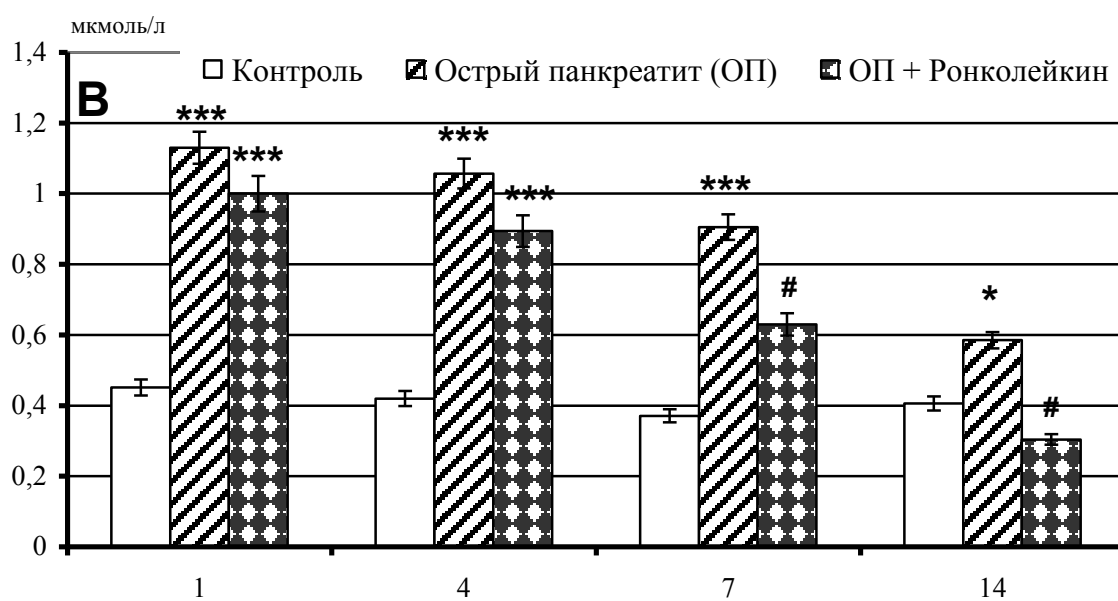 мкмоль/л
1,4
Контроль Острый панкреатит (ОП) ОП + Ронколейкин
В
1,2
*** *** *** ***
***
1
0,8
#
0,6
*
0,4
#
0,2
0
1 4 7 14